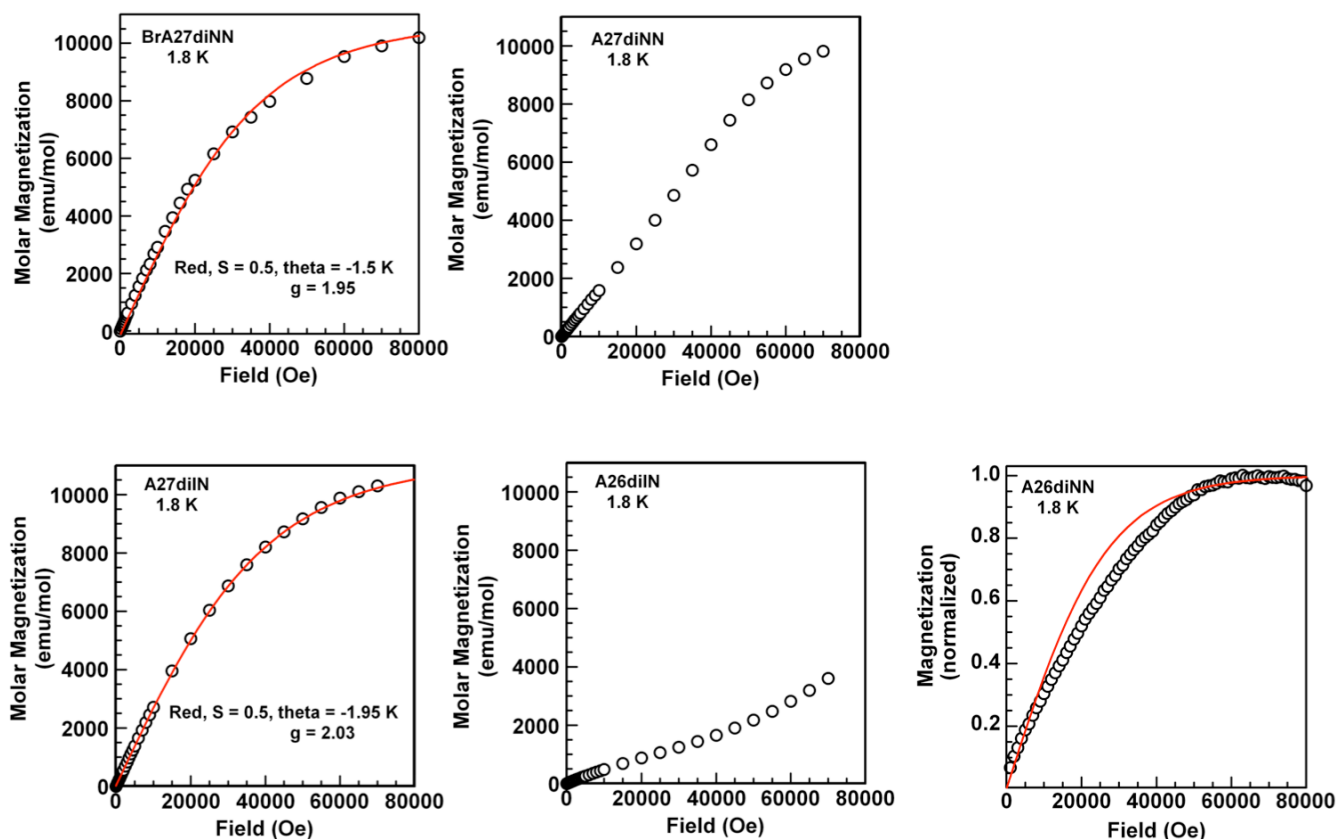 BrA27diNN
1.8 K
Molar Magnetization
(emu/mol)
10000
8000
6000
4000
2000
0
Red, S = 0.5, theta = -1.5 K
g = 1.95
0 20000 40000 60000 80000
Field (Oe)
A27diNN
1.8 K
Molar Magnetization
(emu/mol)
10000
8000
6000
4000
2000
0
0 20000 40000 60000 80000
Field (Oe)
A27diIN
1.8 K
Molar Magnetization
(emu/mol)
10000
8000
6000
4000
2000
0
Red, S = 0.5, theta = -1.95 K
g = 2.03
0 20000 40000 60000 80000
Field (Oe)
A26diIN
1.8 K
Molar Magnetization
(emu/mol)
10000
8000
6000
4000
2000
0
0 20000 40000 60000 80000
Field (Oe)
A26diNN
1.8 K
Magnetization
(normalized)
1.0
0.8
0.6
0.4
0.2
0 20000 40000 60000 80000
Field (Oe)